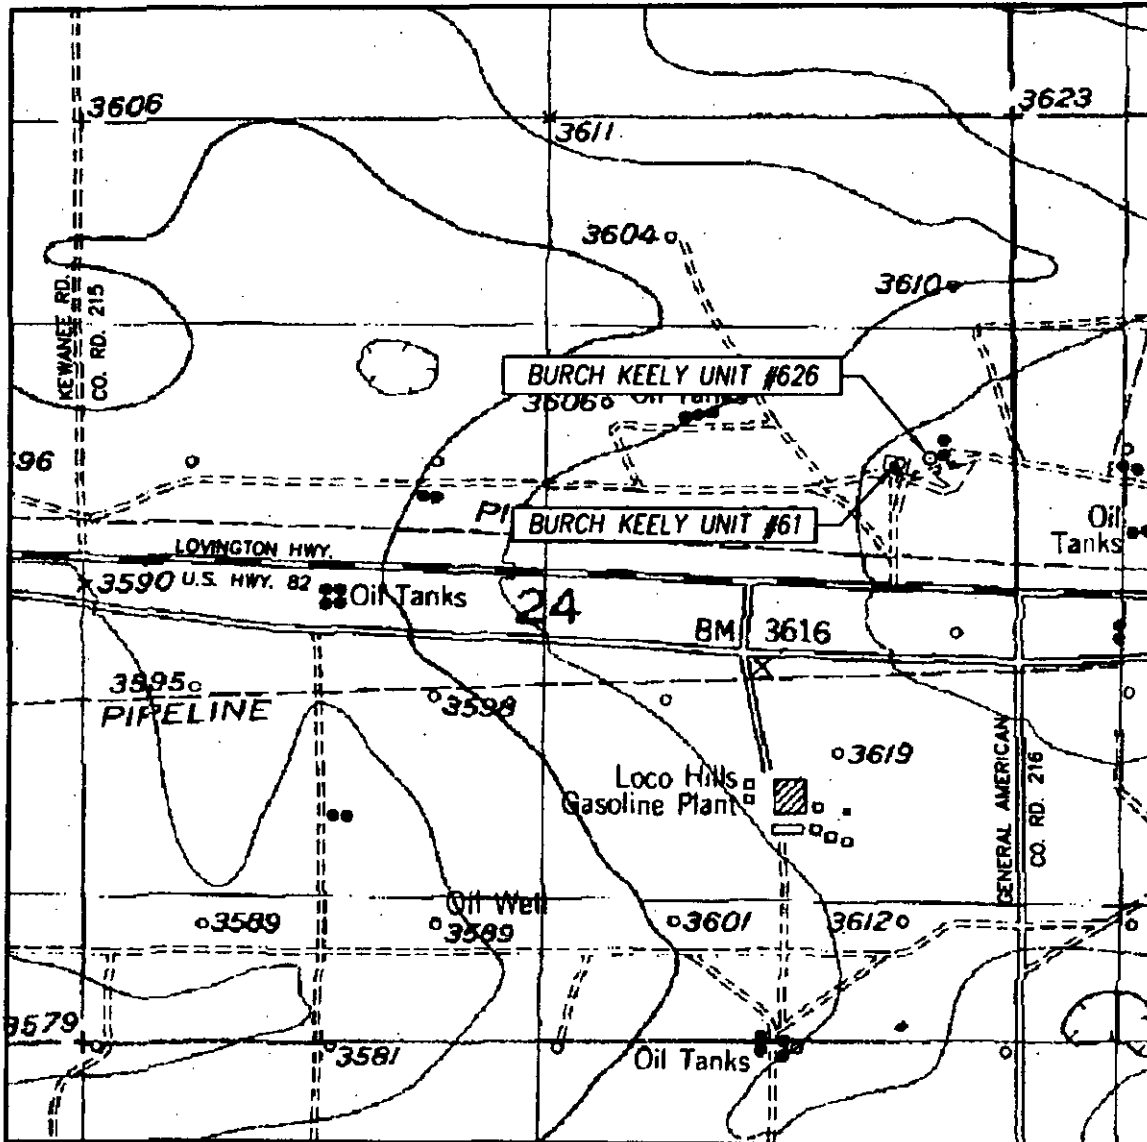 3606
3623
3611
3604
3610
KEWANEE RD.
CO. RD. 215
BURCH KEELY UNIT #626
3606
Oil Tanks
BURCH KEELY UNIT #61
Oil
Tanks
LOVINGTON HWY.
3590
U.S. HWY. 82
Oil Tanks
24
BM
3616
3595
3598
PIPELINE
3619
Loco Hills
Gasoline Plant
GENERAL AMERICAN
CO. RD. 216
Oil Well
3589
3589
3601
3612
3579
3581
Oil Tanks